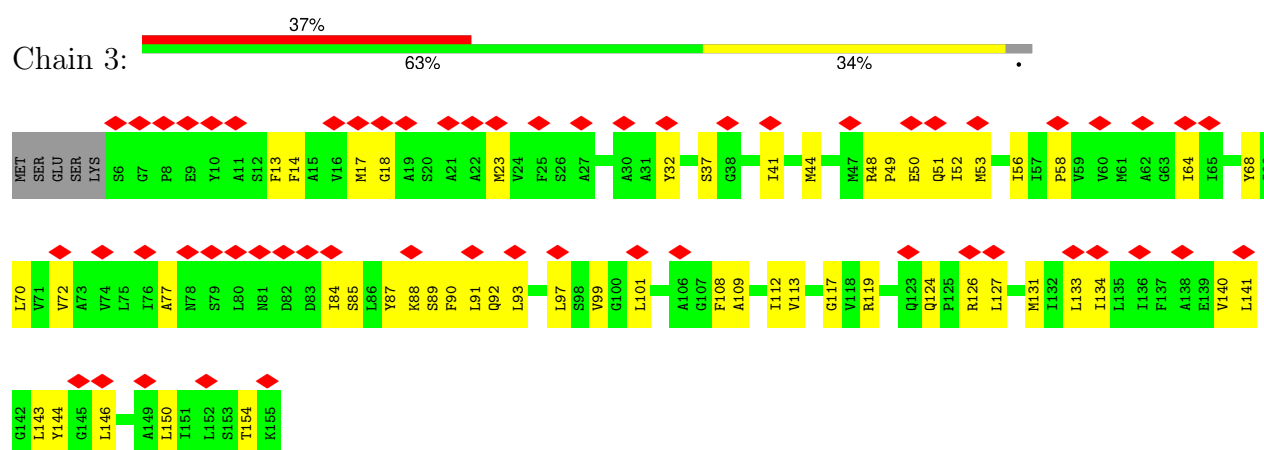 37%
Chain 3:
63% 34% •
MET SER GLU SER LYS S6 G7 P8 E9 Y10 A11 S12 F13 F14 A15 V16 M17 G18 A19 S20 A21 A22 M23 V24 F25 S26 A27 A30 A31 Y32 S37 G38 I41 M44 M47 R48 P49 E50 Q51 I52 M53 I56 I57 P58 V59 V60 M61 A62 G63 I64 I65 Y68
L70 V71 V72 A73 V74 L75 I76 A77 N78 S79 L80 N81 D82 D83 I84 S85 L86 Y87 K88 S89 F90 L91 Q92 L93 L97 S98 V99 G100 L101 A106 G107 F108 A109 I112 V113 G117 V118 R119 Q123 Q124 P125 R126 L127 M131 I132 L133 I134 L135 I136 F137 A138 E139 V140 L141
G142 L143 Y144 G145 L146 A149 L150 I151 L152 S153 T154 K155